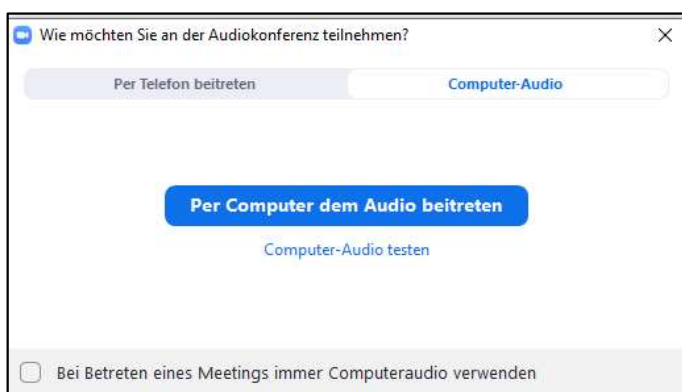 Wie möchten Sie an der Audiokonferenz teilnehmen?
Per Telefon beitreten
Computer-Audio
Per Computer dem Audio beitreten
Computer-Audio testen
Bei Betreten eines Meetings immer Computeraudio verwenden